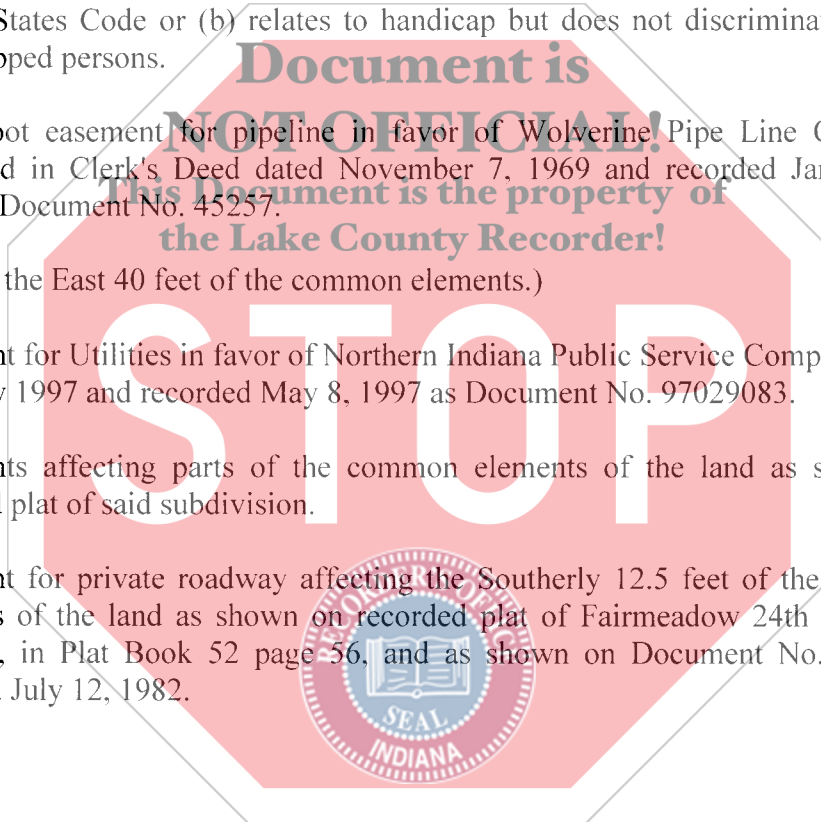 States Code or (b) relates to handicap but does not discriminat
pped persons.
Document is
NOT OFFICIAL!
oot easement for pipeline in favor of Wolverine Pipe Line C
d in Clerk's Deed dated November 7, 1969 and recorded Jan
This Document is the property of
Document No. 45257.
the Lake County Recorder!
the East 40 feet of the common elements.)
STOP
nt for Utilities in favor of Northern Indiana Public Service Comp
y 1997 and recorded May 8, 1997 as Document No. 97029083.
nts affecting parts of the common elements of the land as s
d plat of said subdivision.
nt for private roadway affecting the Southerly 12.5 feet of the
s of the land as shown on recorded plat of Fairmeadow 24th
, in Plat Book 52 page 56, and as shown on Document No.
July 12, 1982.
RECORDER'S OFFICE
SEAL
INDIANA